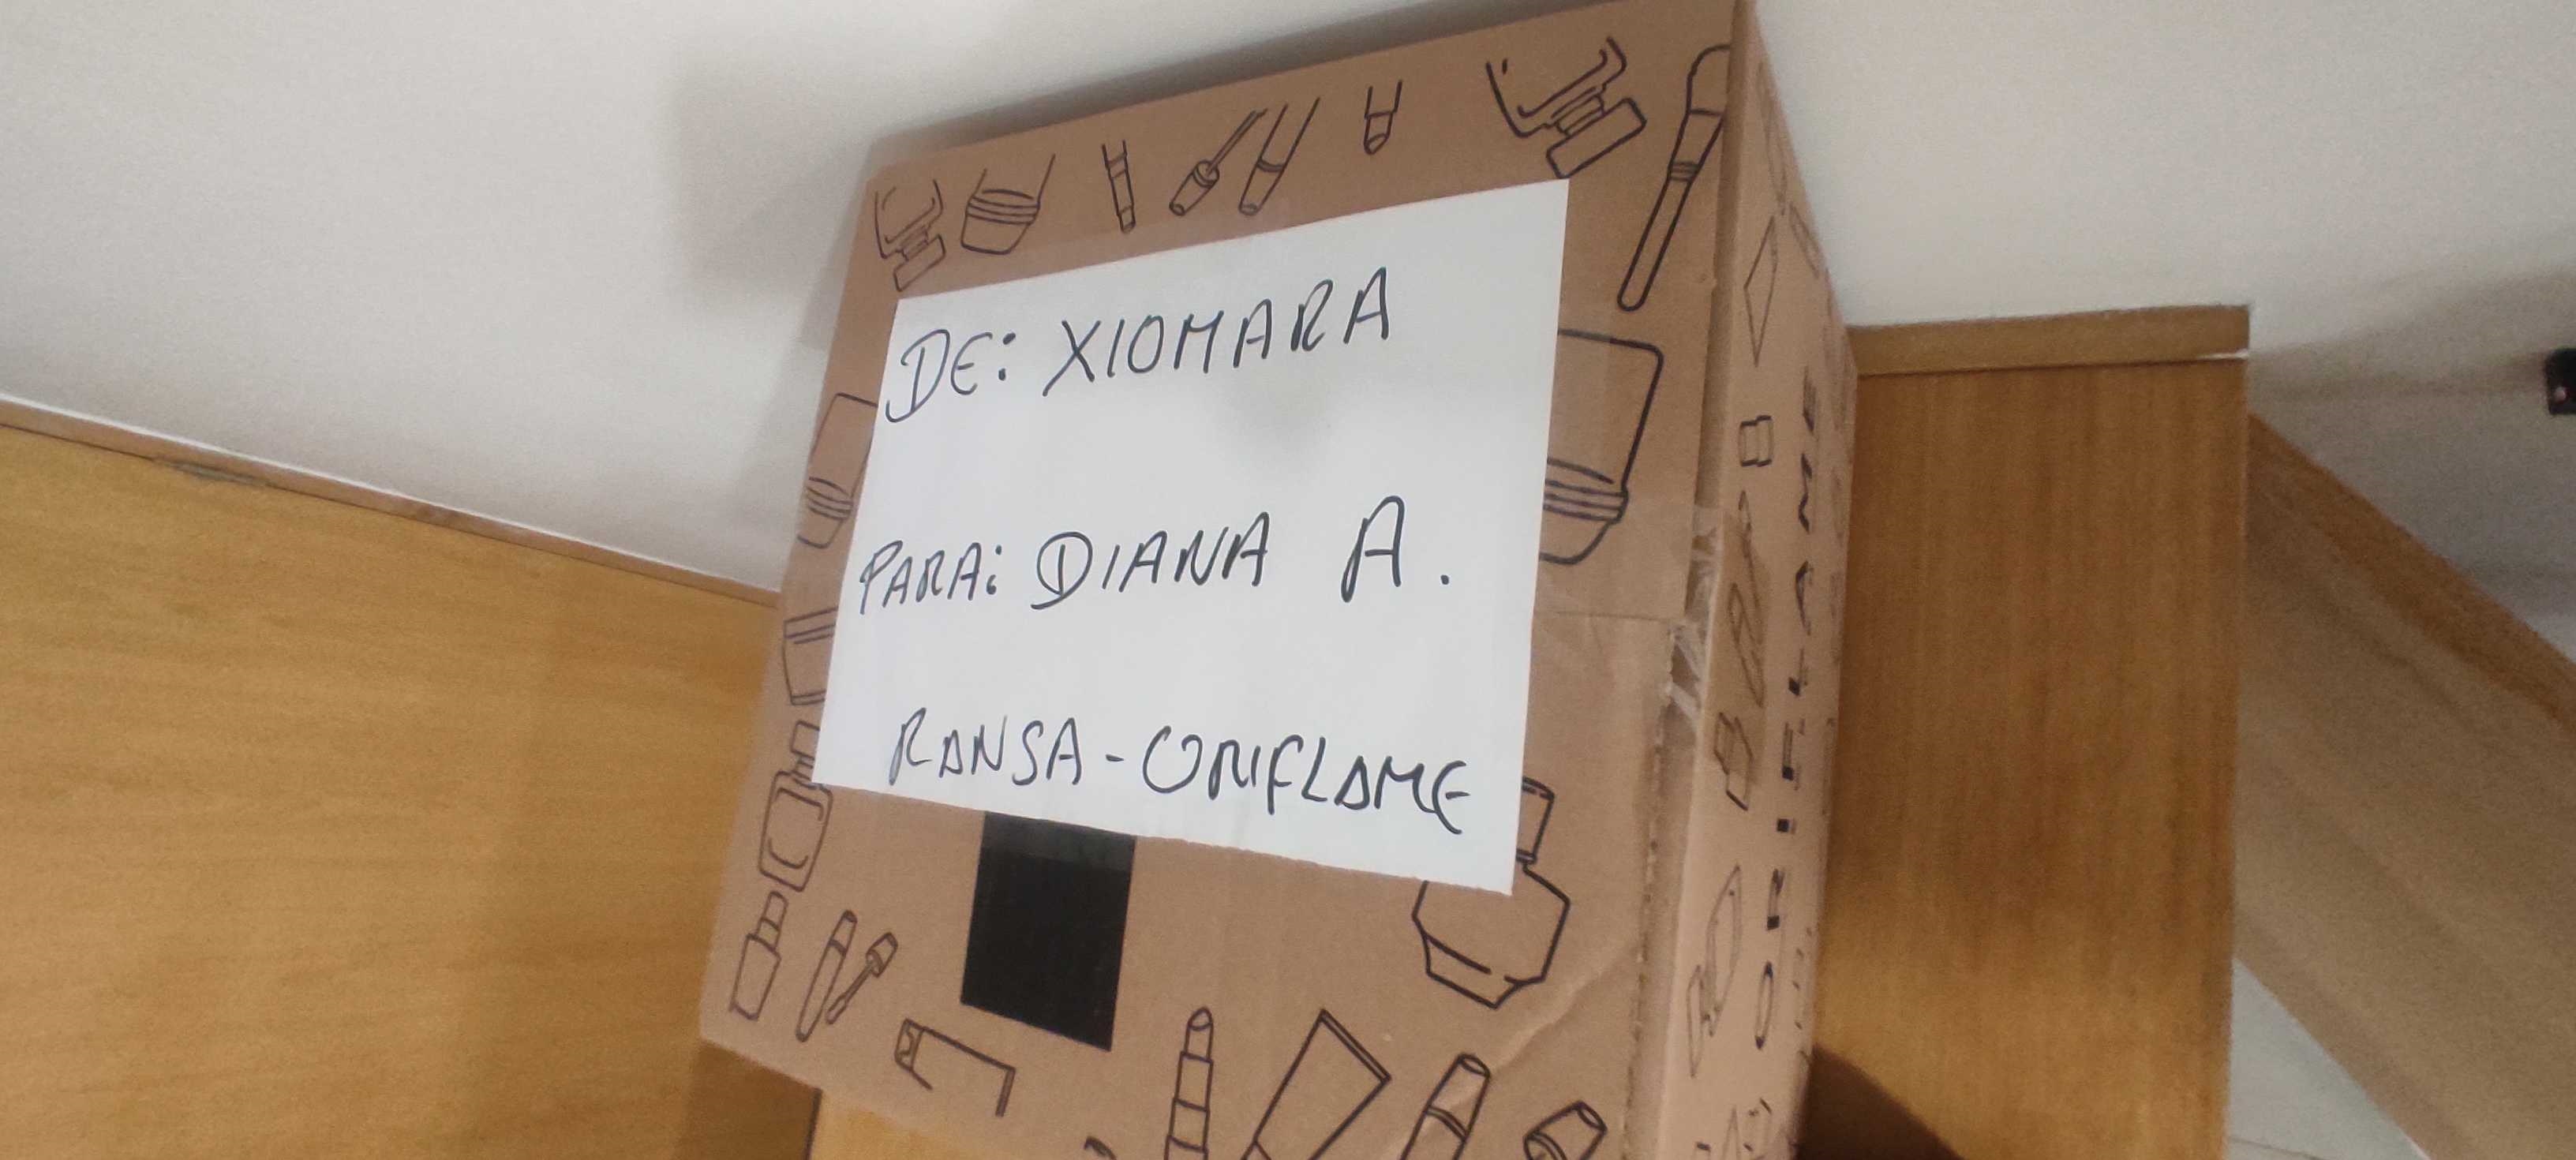 DE: XIOMARA
PARA: DIANA A.
RANSA-ORIFLAME
ORIFLAME